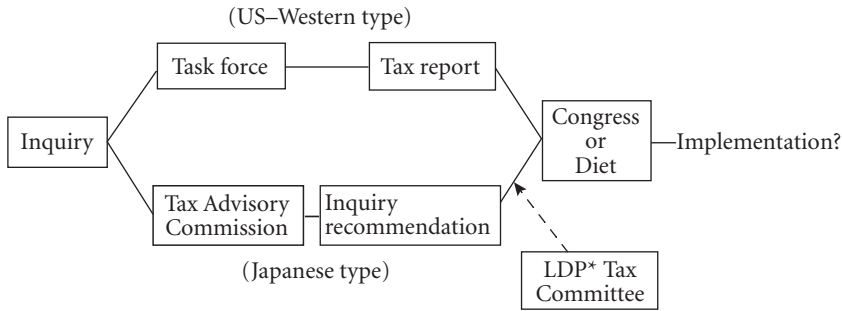 (US–Western type)
Task force
Tax report
Inquiry
Congress
or
Diet
Implementation?
Tax Advisory
Commission
Inquiry
recommendation
(Japanese type)
LDP* Tax
Committee